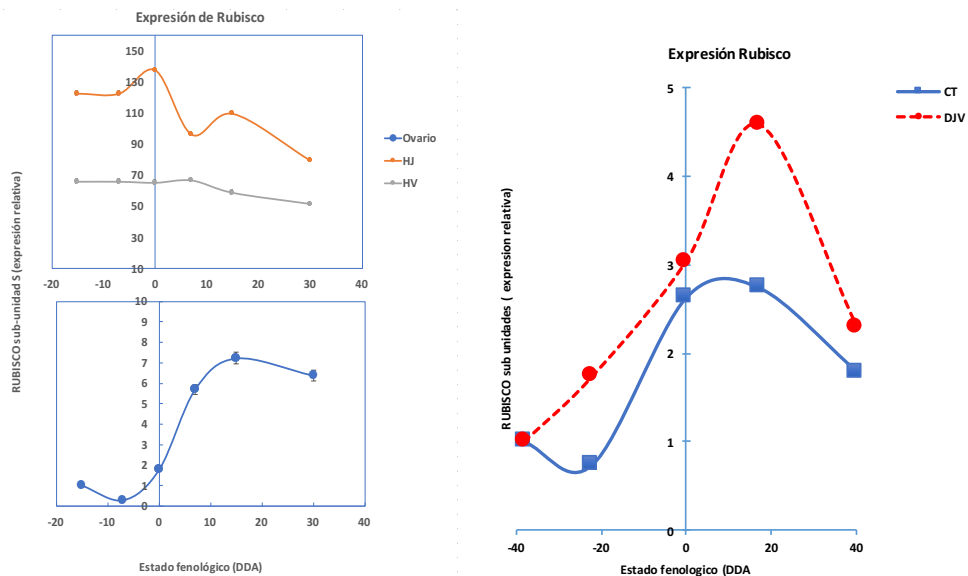 Expresión de Rubisco
150
130
110
90
70
50
30
10
-20 0 20 40
Ovario
HJ
HV
RUBISCO sub-unidad S (expresión relativa)
10
9
8
7
6
5
4
3
2
1
0
-20 -10 0 10 20 30 40
Estado fenológico (DDA)
Expresión Rubisco
CT
DJV
RUBISCO sub unidades ( expresion relativa)
5
4
3
2
1
0
-40 -20 0 20 40
Estado fenologico (DDA